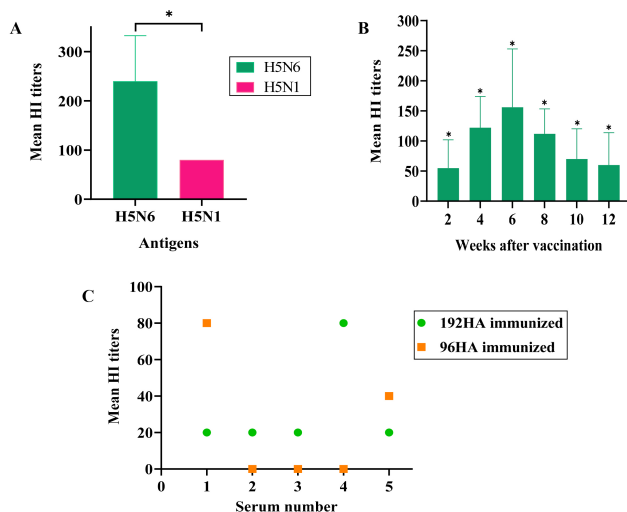 A
*
300
200
100
0
Mean HI titers
H5N6
H5N1
H5N6 H5N1
Antigens
B
300
250
200
150
100
50
0
Mean HI titers
* * * * * *
2 4 6 8 10 12
Weeks after vaccination
C
80
60
40
20
0
Mean HI titers
0 1 2 3 4 5
Serum number
192HA immunized
96HA immunized